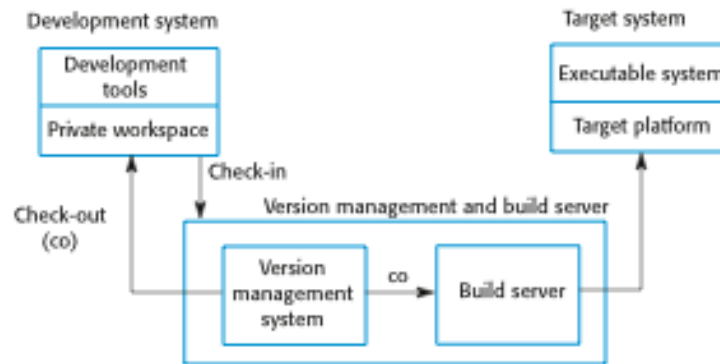 Development system
Target system
Development
tools
Executable system
Private workspace
Target platform
Check-in
Version management and build server
Check-out
(co)
Version
management
system
co
Build server